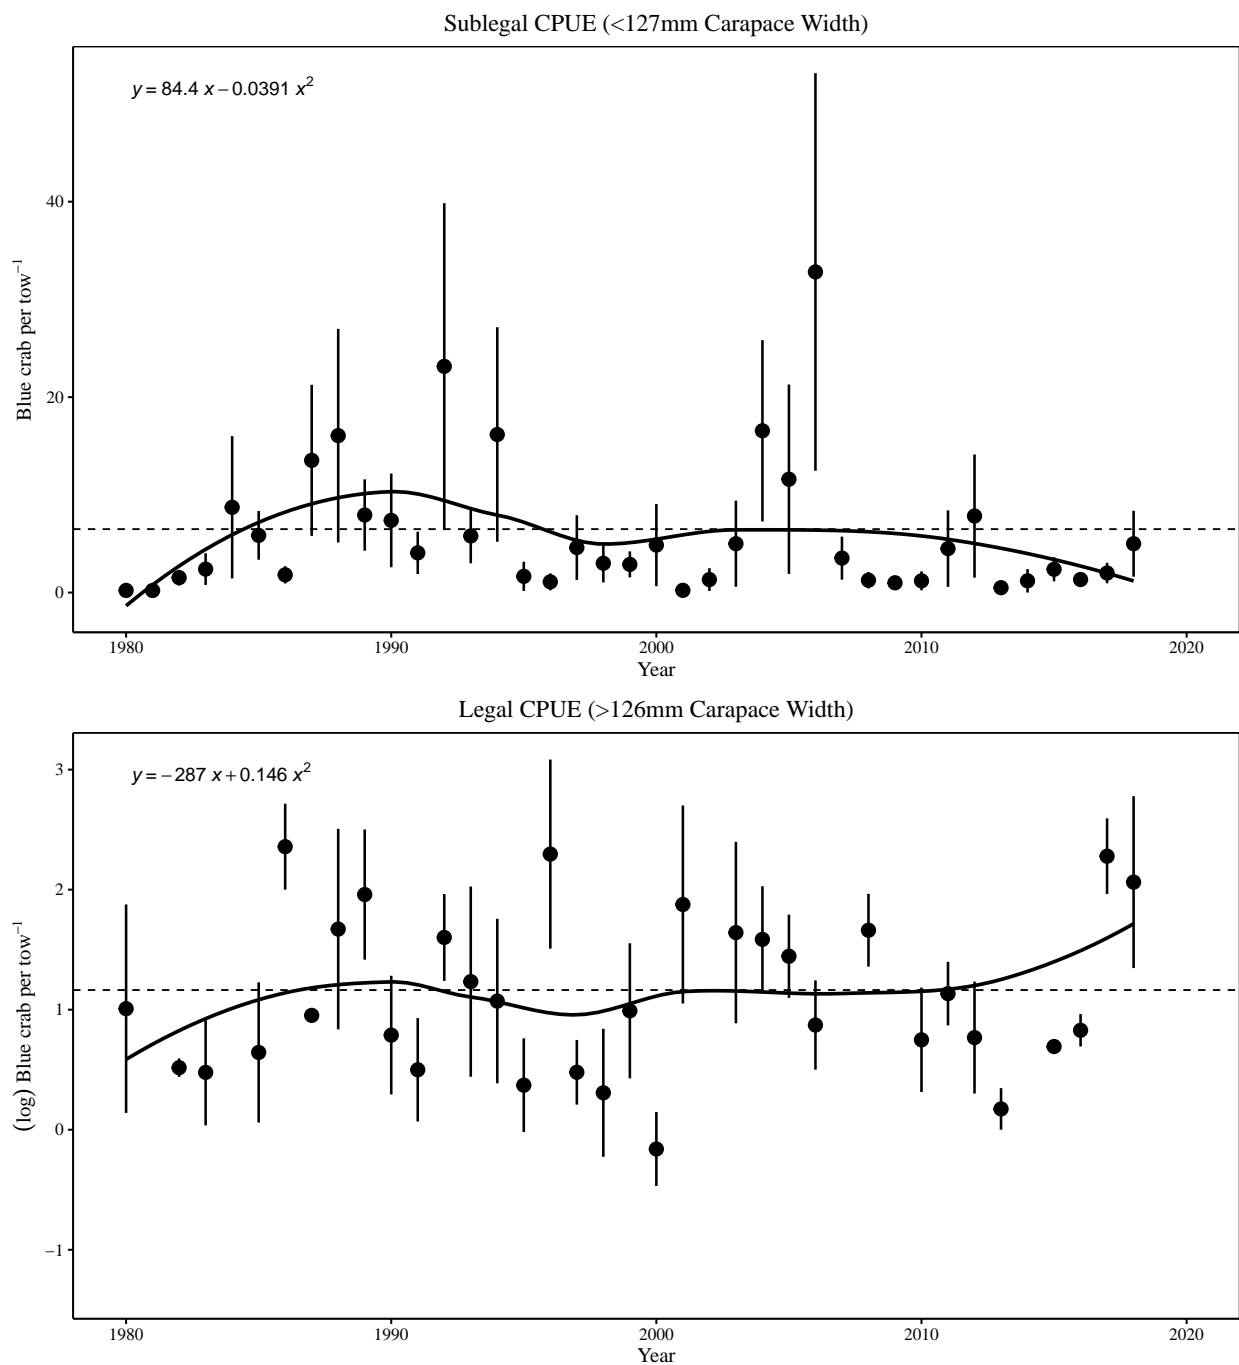 Sublegal CPUE (<127mm Carapace Width)
y = 84.4 x − 0.0391 x²
40
20
0
Blue crab per tow⁻¹
1980 1990 2000 2010 2020
Year
Legal CPUE (>126mm Carapace Width)
y = −287 x + 0.146 x²
3
2
1
0
−1
(log) Blue crab per tow⁻¹
1980 1990 2000 2010 2020
Year